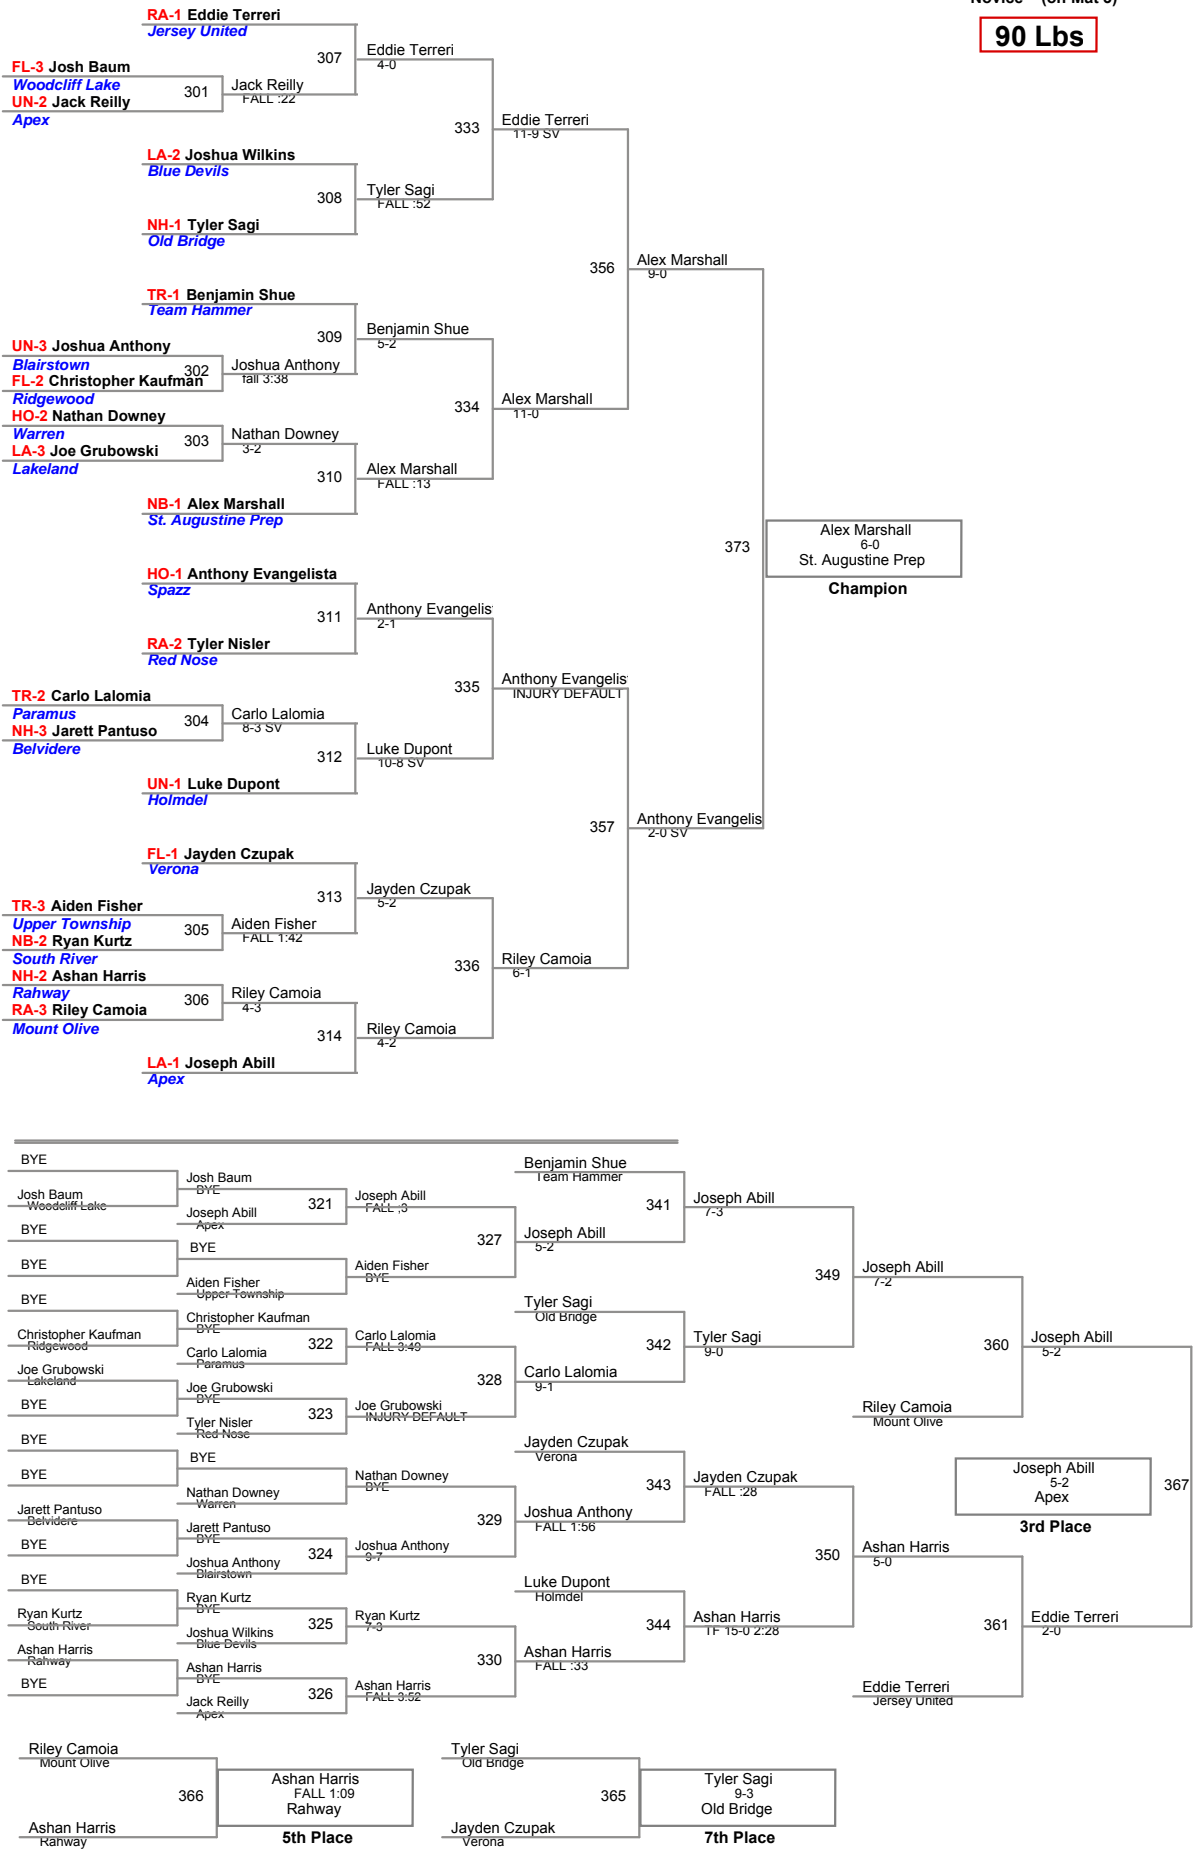 90 Lbs
RA-1 Eddie Terreri
Jersey United
307
Eddie Terreri
4-0
FL-3 Josh Baum
Woodcliff Lake
301
Jack Reilly
FALL :22
UN-2 Jack Reilly
Apex
333
Eddie Terreri
11-9 SV
LA-2 Joshua Wilkins
Blue Devils
308
Tyler Sagi
FALL :52
NH-1 Tyler Sagi
Old Bridge
356
Alex Marshall
9-0
TR-1 Benjamin Shue
Team Hammer
309
Benjamin Shue
5-2
UN-3 Joshua Anthony
Blairstown
302
Joshua Anthony
fall 3:38
FL-2 Christopher Kaufman
Ridgewood
334
Alex Marshall
11-0
HO-2 Nathan Downey
Warren
303
Nathan Downey
3-2
LA-3 Joe Grubowski
Lakeland
310
Alex Marshall
FALL :13
NB-1 Alex Marshall
St. Augustine Prep
373
Alex Marshall
6-0
St. Augustine Prep
Champion
HO-1 Anthony Evangelista
Spazz
311
Anthony Evangelis
2-1
RA-2 Tyler Nisler
Red Nose
335
Anthony Evangelis
INJURY DEFAULT
TR-2 Carlo Lalomia
Paramus
304
Carlo Lalomia
8-3 SV
NH-3 Jarett Pantuso
Belvidere
312
Luke Dupont
10-8 SV
UN-1 Luke Dupont
Holmdel
357
Anthony Evangelis
2-0 SV
FL-1 Jayden Czupak
Verona
313
Jayden Czupak
5-2
TR-3 Aiden Fisher
Upper Township
305
Aiden Fisher
FALL 1:42
NB-2 Ryan Kurtz
South River
336
Riley Camoia
6-1
NH-2 Ashan Harris
Rahway
306
Riley Camoia
4-3
RA-3 Riley Camoia
Mount Olive
314
Riley Camoia
4-2
LA-1 Joseph Abill
Apex
BYE
Josh Baum
Woodcliff Lake
Josh Baum
BYE
321
Joseph Abill
FALL ;3
Joseph Abill
Apex
BYE
BYE
BYE
Aiden Fisher
BYE
Aiden Fisher
Upper Township
327
Joseph Abill
5-2
Benjamin Shue
Team Hammer
341
Joseph Abill
7-3
BYE
Christopher Kaufman
Ridgewood
Christopher Kaufman
BYE
322
Carlo Lalomia
FALL 3:49
Carlo Lalomia
Paramus
Joe Grubowski
Lakeland
BYE
Joe Grubowski
BYE
323
Joe Grubowski
INJURY DEFAULT
Tyler Nisler
Red Nose
328
Carlo Lalomia
9-1
Tyler Sagi
Old Bridge
342
Tyler Sagi
9-0
349
Joseph Abill
7-2
360
Joseph Abill
5-2
Riley Camoia
Mount Olive
BYE
BYE
BYE
Nathan Downey
BYE
Nathan Downey
Warren
Jarett Pantuso
Belvidere
BYE
Jarett Pantuso
BYE
324
Joshua Anthony
9-7
Joshua Anthony
Blairstown
329
Joshua Anthony
FALL 1:56
Jayden Czupak
Verona
343
Jayden Czupak
FALL :28
Joseph Abill
5-2
Apex
367
3rd Place
BYE
Ryan Kurtz
South River
Ryan Kurtz
BYE
325
Ryan Kurtz
7-3
Joshua Wilkins
Blue Devils
Ashan Harris
Rahway
BYE
Ashan Harris
BYE
326
Ashan Harris
FALL 3:52
Jack Reilly
Apex
330
Ashan Harris
FALL :33
Luke Dupont
Holmdel
344
Ashan Harris
TF 15-0 2:28
350
Ashan Harris
5-0
361
Eddie Terreri
2-0
Eddie Terreri
Jersey United
Riley Camoia
Mount Olive
366
Ashan Harris
FALL 1:09
Rahway
5th Place
Ashan Harris
Rahway
Tyler Sagi
Old Bridge
365
Tyler Sagi
9-3
Old Bridge
7th Place
Jayden Czupak
Verona